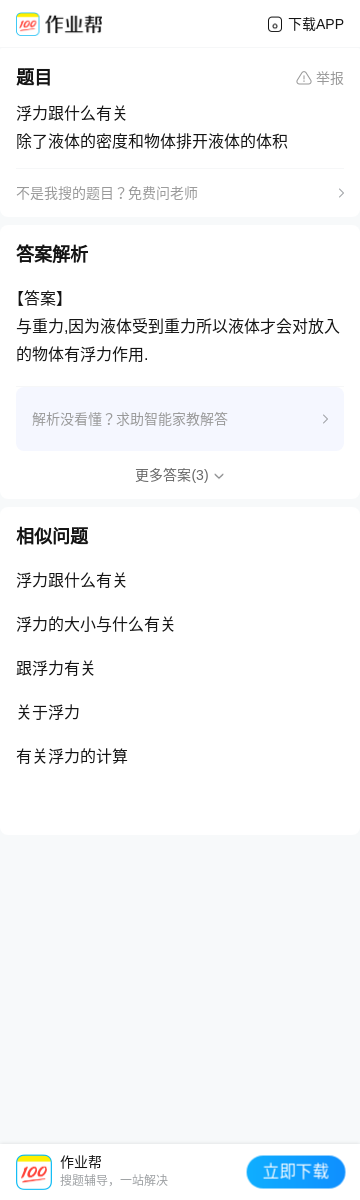 100 作业帮 下载APP
题目 举报
浮力跟什么有关
除了液体的密度和物体排开液体的体积
不是我搜的题目？免费问老师
答案解析
【答案】
与重力,因为液体受到重力所以液体才会对放入
的物体有浮力作用.
解析没看懂？求助智能家教解答
更多答案(3)
相似问题
浮力跟什么有关
浮力的大小与什么有关
跟浮力有关
关于浮力
有关浮力的计算
100 作业帮
搜题辅导，一站解决
立即下载